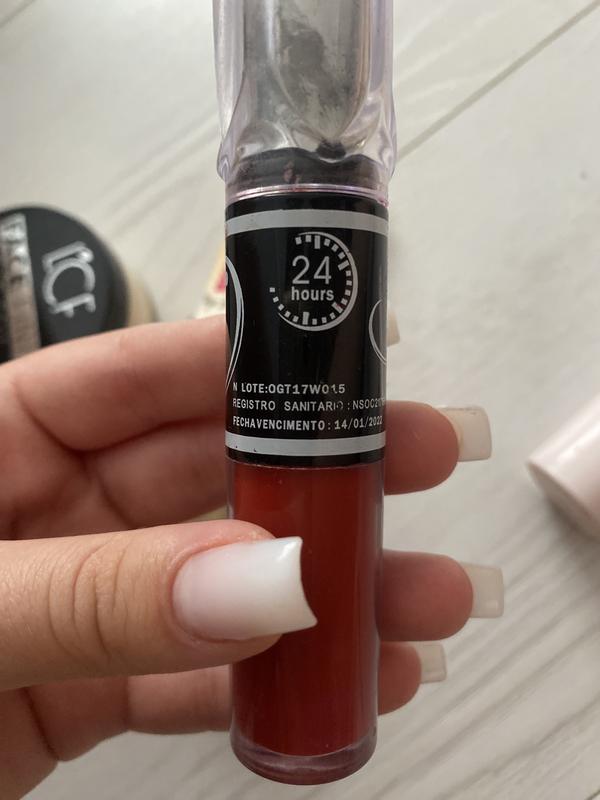 24
hours
N LOTE:OGT17W015
REGISTRO SANITARIO : NSOC
FECHAVENCIMENTO : 14/01/2022